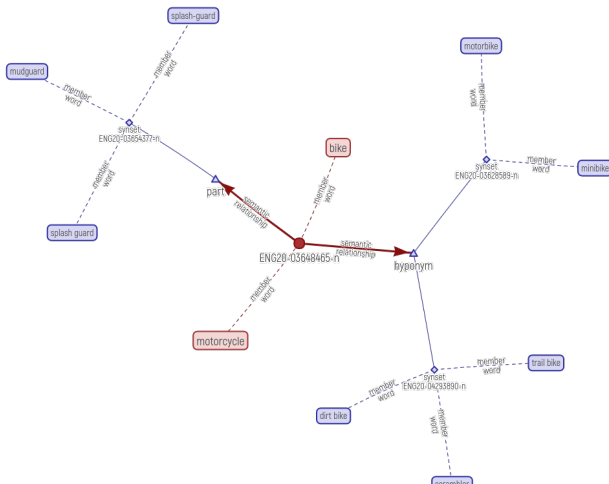 splash-guard
motorbike
mudguard
member
word
member
word
member
word
synset
ENG20-03654377-n
bike
member
word
synset
ENG20-03628589-n
minibike
member
word
part
member
word
semantic
relationship
member
word
splash guard
semantic
relationship
ENG20-03648465-n
hyponym
member
word
motorcycle
member
word
trail bike
synset
ENG20-04293890-n
member
word
dirt bike
member
word